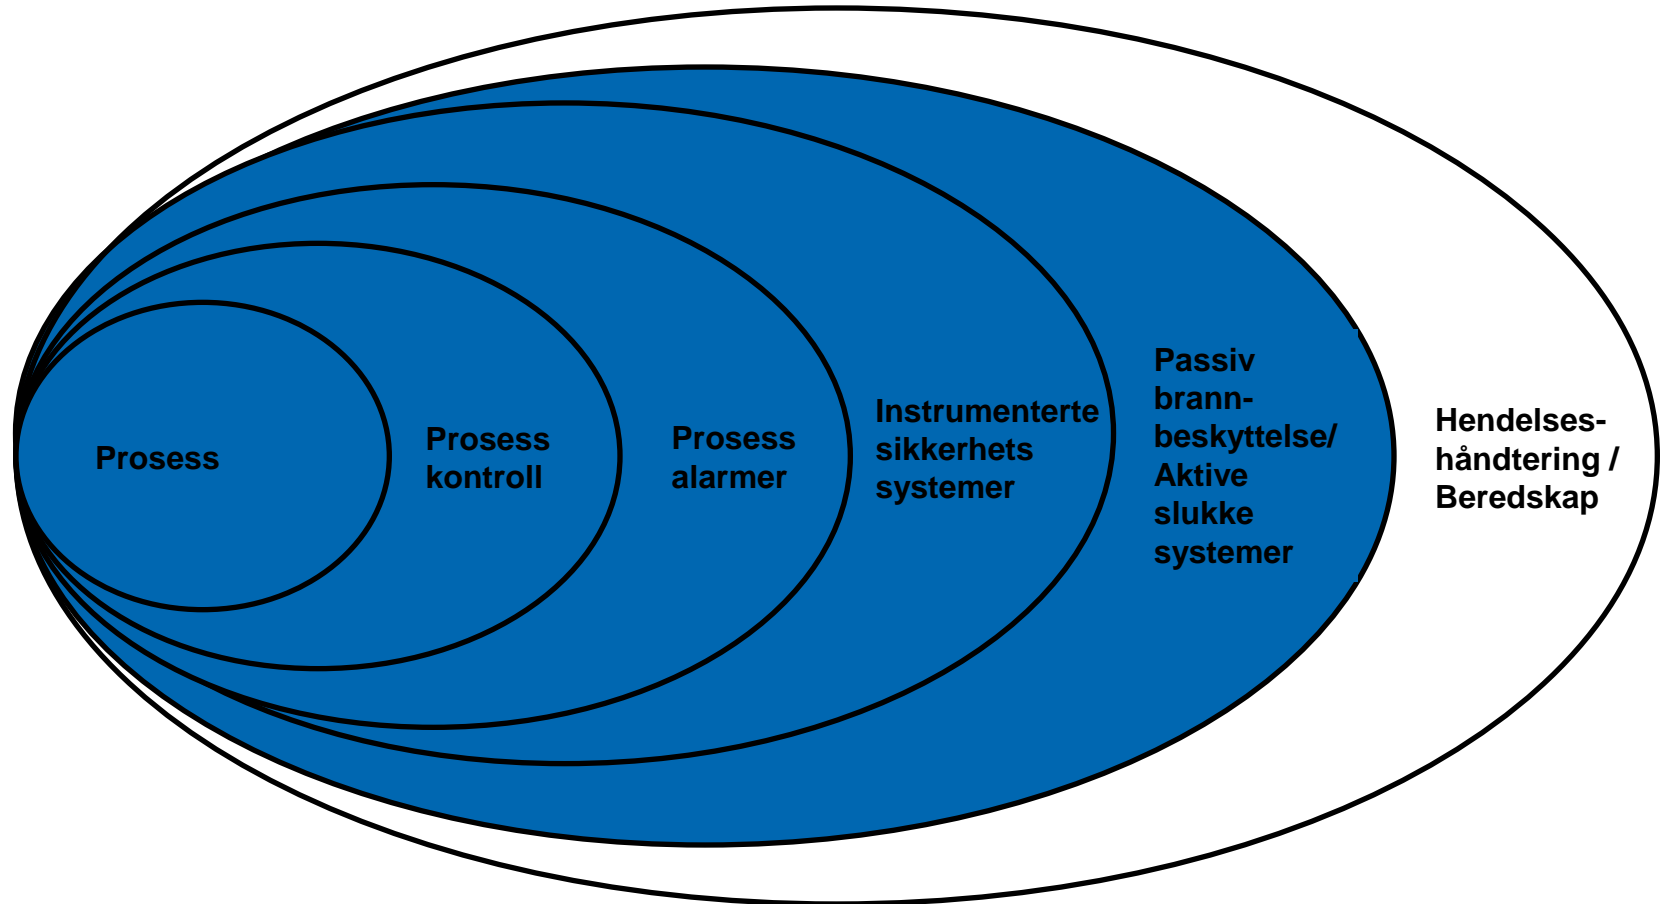 Prosess
Prosess
kontroll
Prosess
alarmer
Instrumenterte
sikkerhets
systemer
Passiv
brann-
beskyttelse/
Aktive
slukke
systemer
Hendelses-
håndtering /
Beredskap